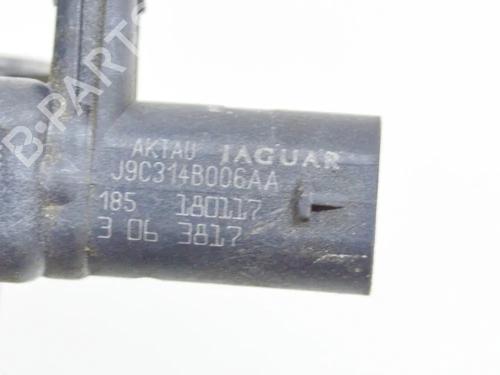 B-PARTS
AKTAU JAGUAR
J9C314B006AA
185 180117
3 06 3817